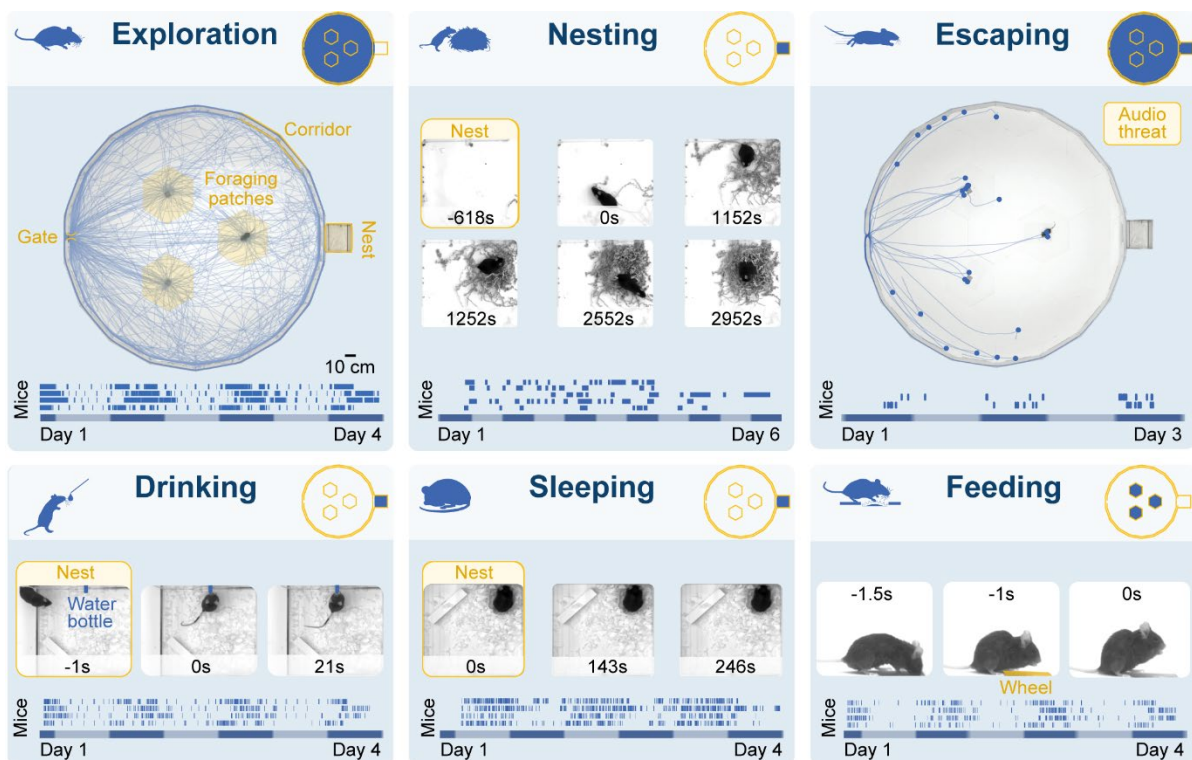 Exploration
Corridor
Foraging
patches
Gate
Nest
10 cm
Mice
Day 1
Day 4
Nesting
Nest
-618s
0s
1152s
1252s
2552s
2952s
Day 1
Day 6
Escaping
Audio
threat
Mice
Day 1
Day 3
Drinking
Nest
Water
bottle
-1s
0s
21s
Mice
Day 1
Day 4
Sleeping
Nest
0s
143s
246s
Mice
Day 1
Day 4
Feeding
-1.5s
-1s
0s
Wheel
Mice
Day 1
Day 4